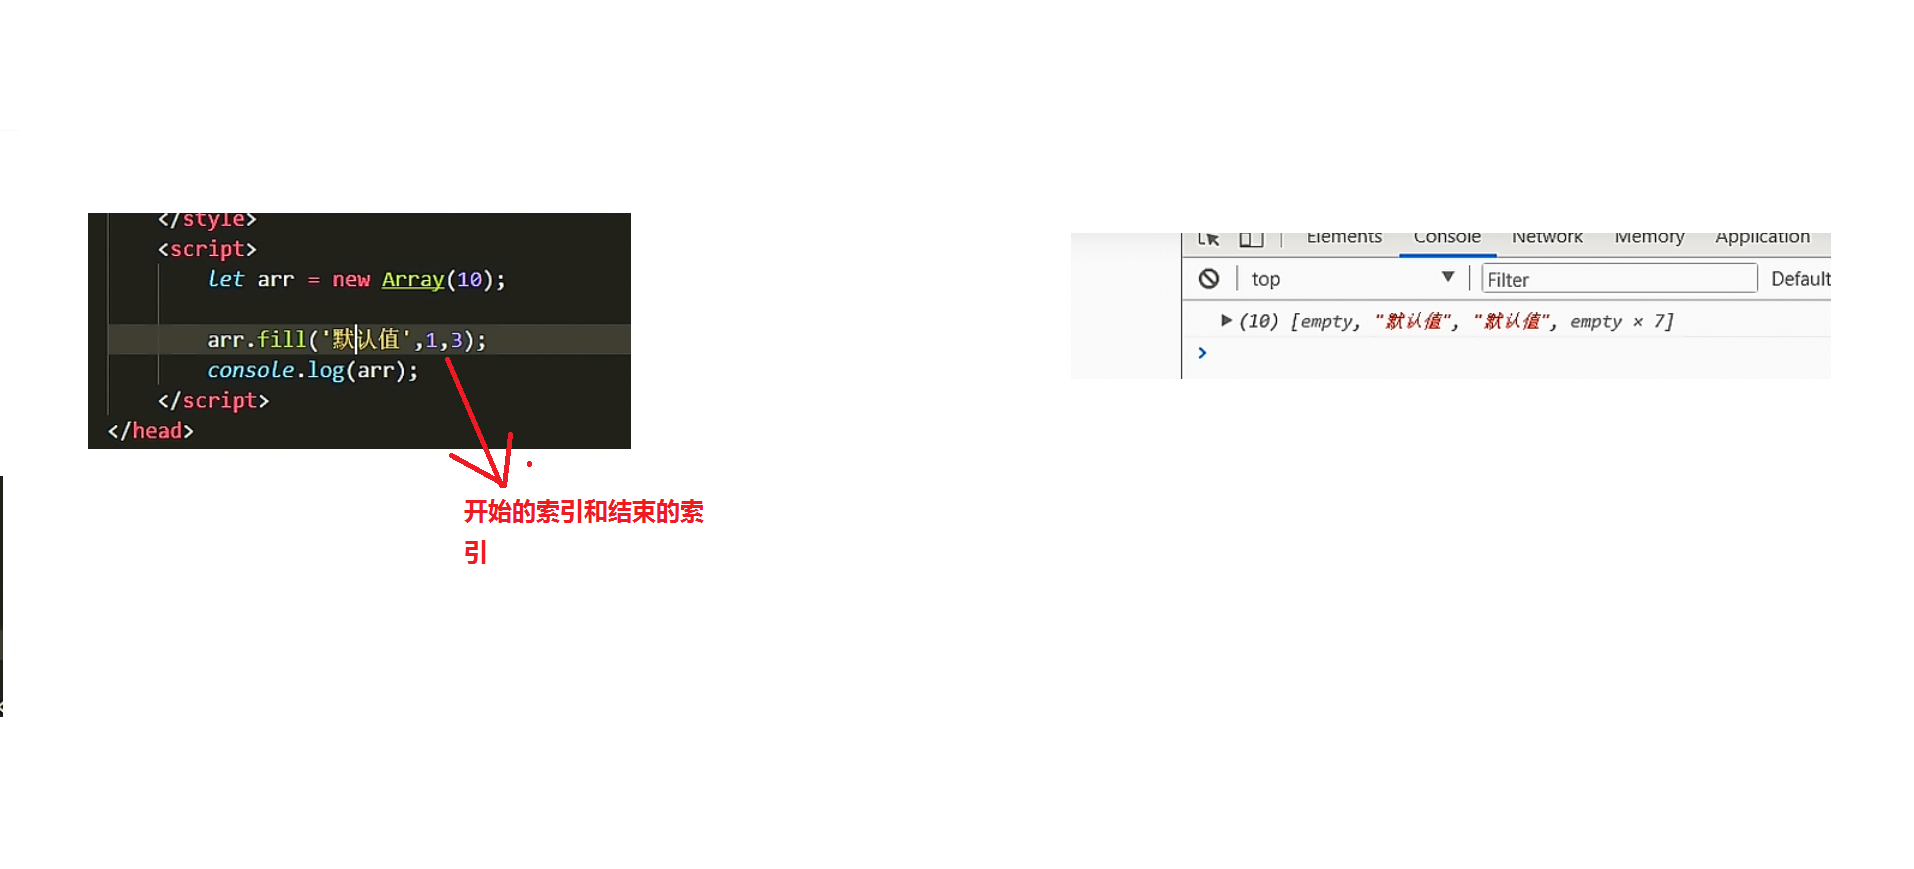 </style>
<script>
let arr = new Array(10);
arr.fill('默认值',1,3);
console.log(arr);
</script>
</head>
开始的索引和结束的索
引
Elements Console Network Memory Application
top Filter Default
(10) [empty, "默认值", "默认值", empty × 7]